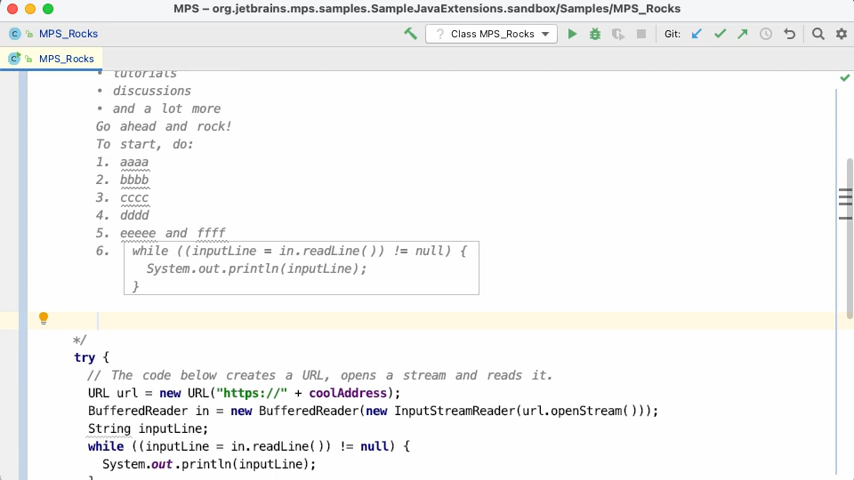 MPS – org.jetbrains.mps.samples.SampleJavaExtensions.sandbox/Samples/MPS_Rocks
MPS_Rocks
Class MPS_Rocks
Git:
MPS_Rocks
• tutorials
• discussions
• and a lot more
Go ahead and rock!
To start, do:
1. aaaa
2. bbbb
3. cccc
4. dddd
5. eeeee and ffff
6. while ((inputLine = in.readLine()) != null) {
System.out.println(inputLine);
}
*/
try {
// The code below creates a URL, opens a stream and reads it.
URL url = new URL("https://" + coolAddress);
BufferedReader in = new BufferedReader(new InputStreamReader(url.openStream()));
String inputLine;
while ((inputLine = in.readLine()) != null) {
System.out.println(inputLine);
}